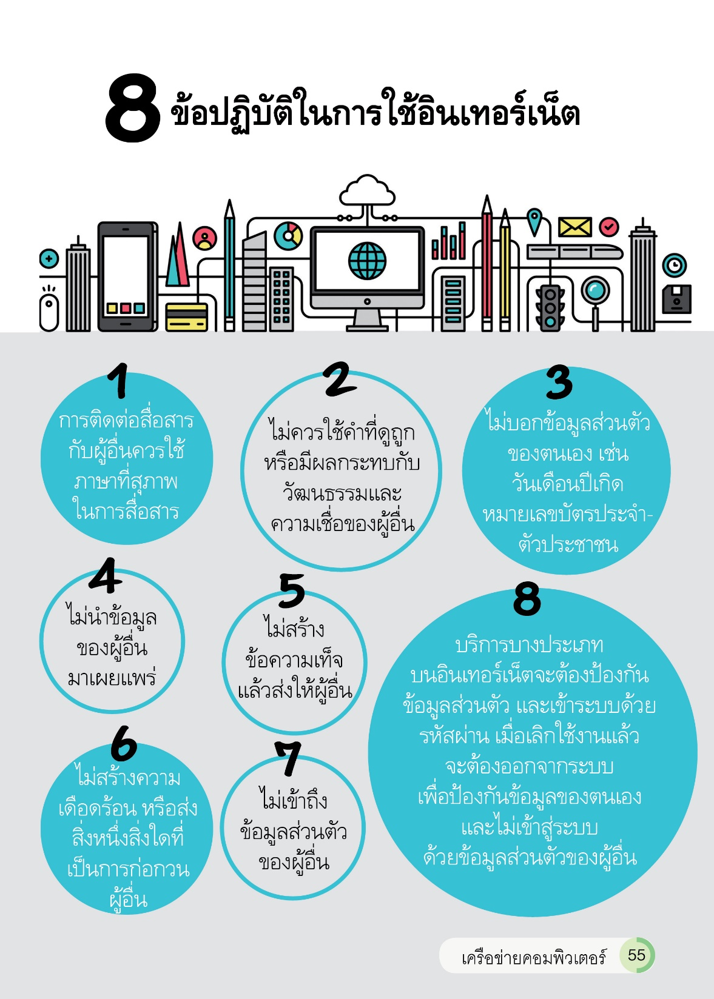 8 ข้อปฏิบัติในการใช้อินเทอร์เน็ต
1
การติดต่อสื่อสาร
กับผู้อื่นควรใช้
ภาษาที่สุภาพ
ในการสื่อสาร
2
ไม่ควรใช้คำที่ดูถูก
หรือมีผลกระทบกับ
วัฒนธรรมและ
ความเชื่อของผู้อื่น
3
ไม่บอกข้อมูลส่วนตัว
ของตนเอง เช่น
วันเดือนปีเกิด
หมายเลขบัตรประจำ-
ตัวประชาชน
4
ไม่นำข้อมูล
ของผู้อื่น
มาเผยแพร่
5
ไม่สร้าง
ข้อความเท็จ
แล้วส่งให้ผู้อื่น
6
ไม่สร้างความ
เดือดร้อน หรือส่ง
สิ่งหนึ่งสิ่งใดที่
เป็นการก่อกวน
ผู้อื่น
7
ไม่เข้าถึง
ข้อมูลส่วนตัว
ของผู้อื่น
8
บริการบางประเภท
บนอินเทอร์เน็ตจะต้องป้องกัน
ข้อมูลส่วนตัว และเข้าระบบด้วย
รหัสผ่าน เมื่อเลิกใช้งานแล้ว
จะต้องออกจากระบบ
เพื่อป้องกันข้อมูลของตนเอง
และไม่เข้าสู่ระบบ
ด้วยข้อมูลส่วนตัวของผู้อื่น
เครือข่ายคอมพิวเตอร์ 55